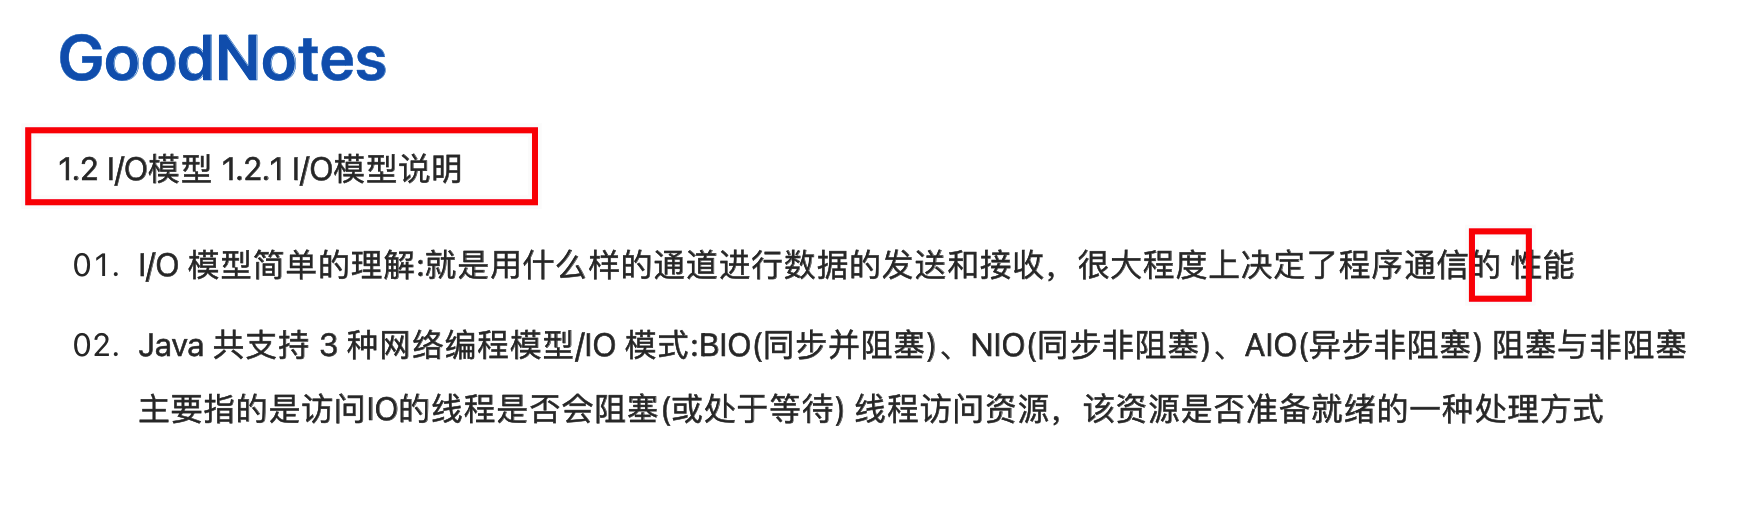 GoodNotes
1.2 I/O模型 1.2.1 I/O模型说明
01. I/O 模型简单的理解:就是用什么样的通道进行数据的发送和接收，很大程度上决定了程序通信的 性能
02. Java 共支持 3 种网络编程模型/IO 模式:BIO(同步并阻塞)、NIO(同步非阻塞)、AIO(异步非阻塞) 阻塞与非阻塞
主要指的是访问IO的线程是否会阻塞(或处于等待) 线程访问资源，该资源是否准备就绪的一种处理方式